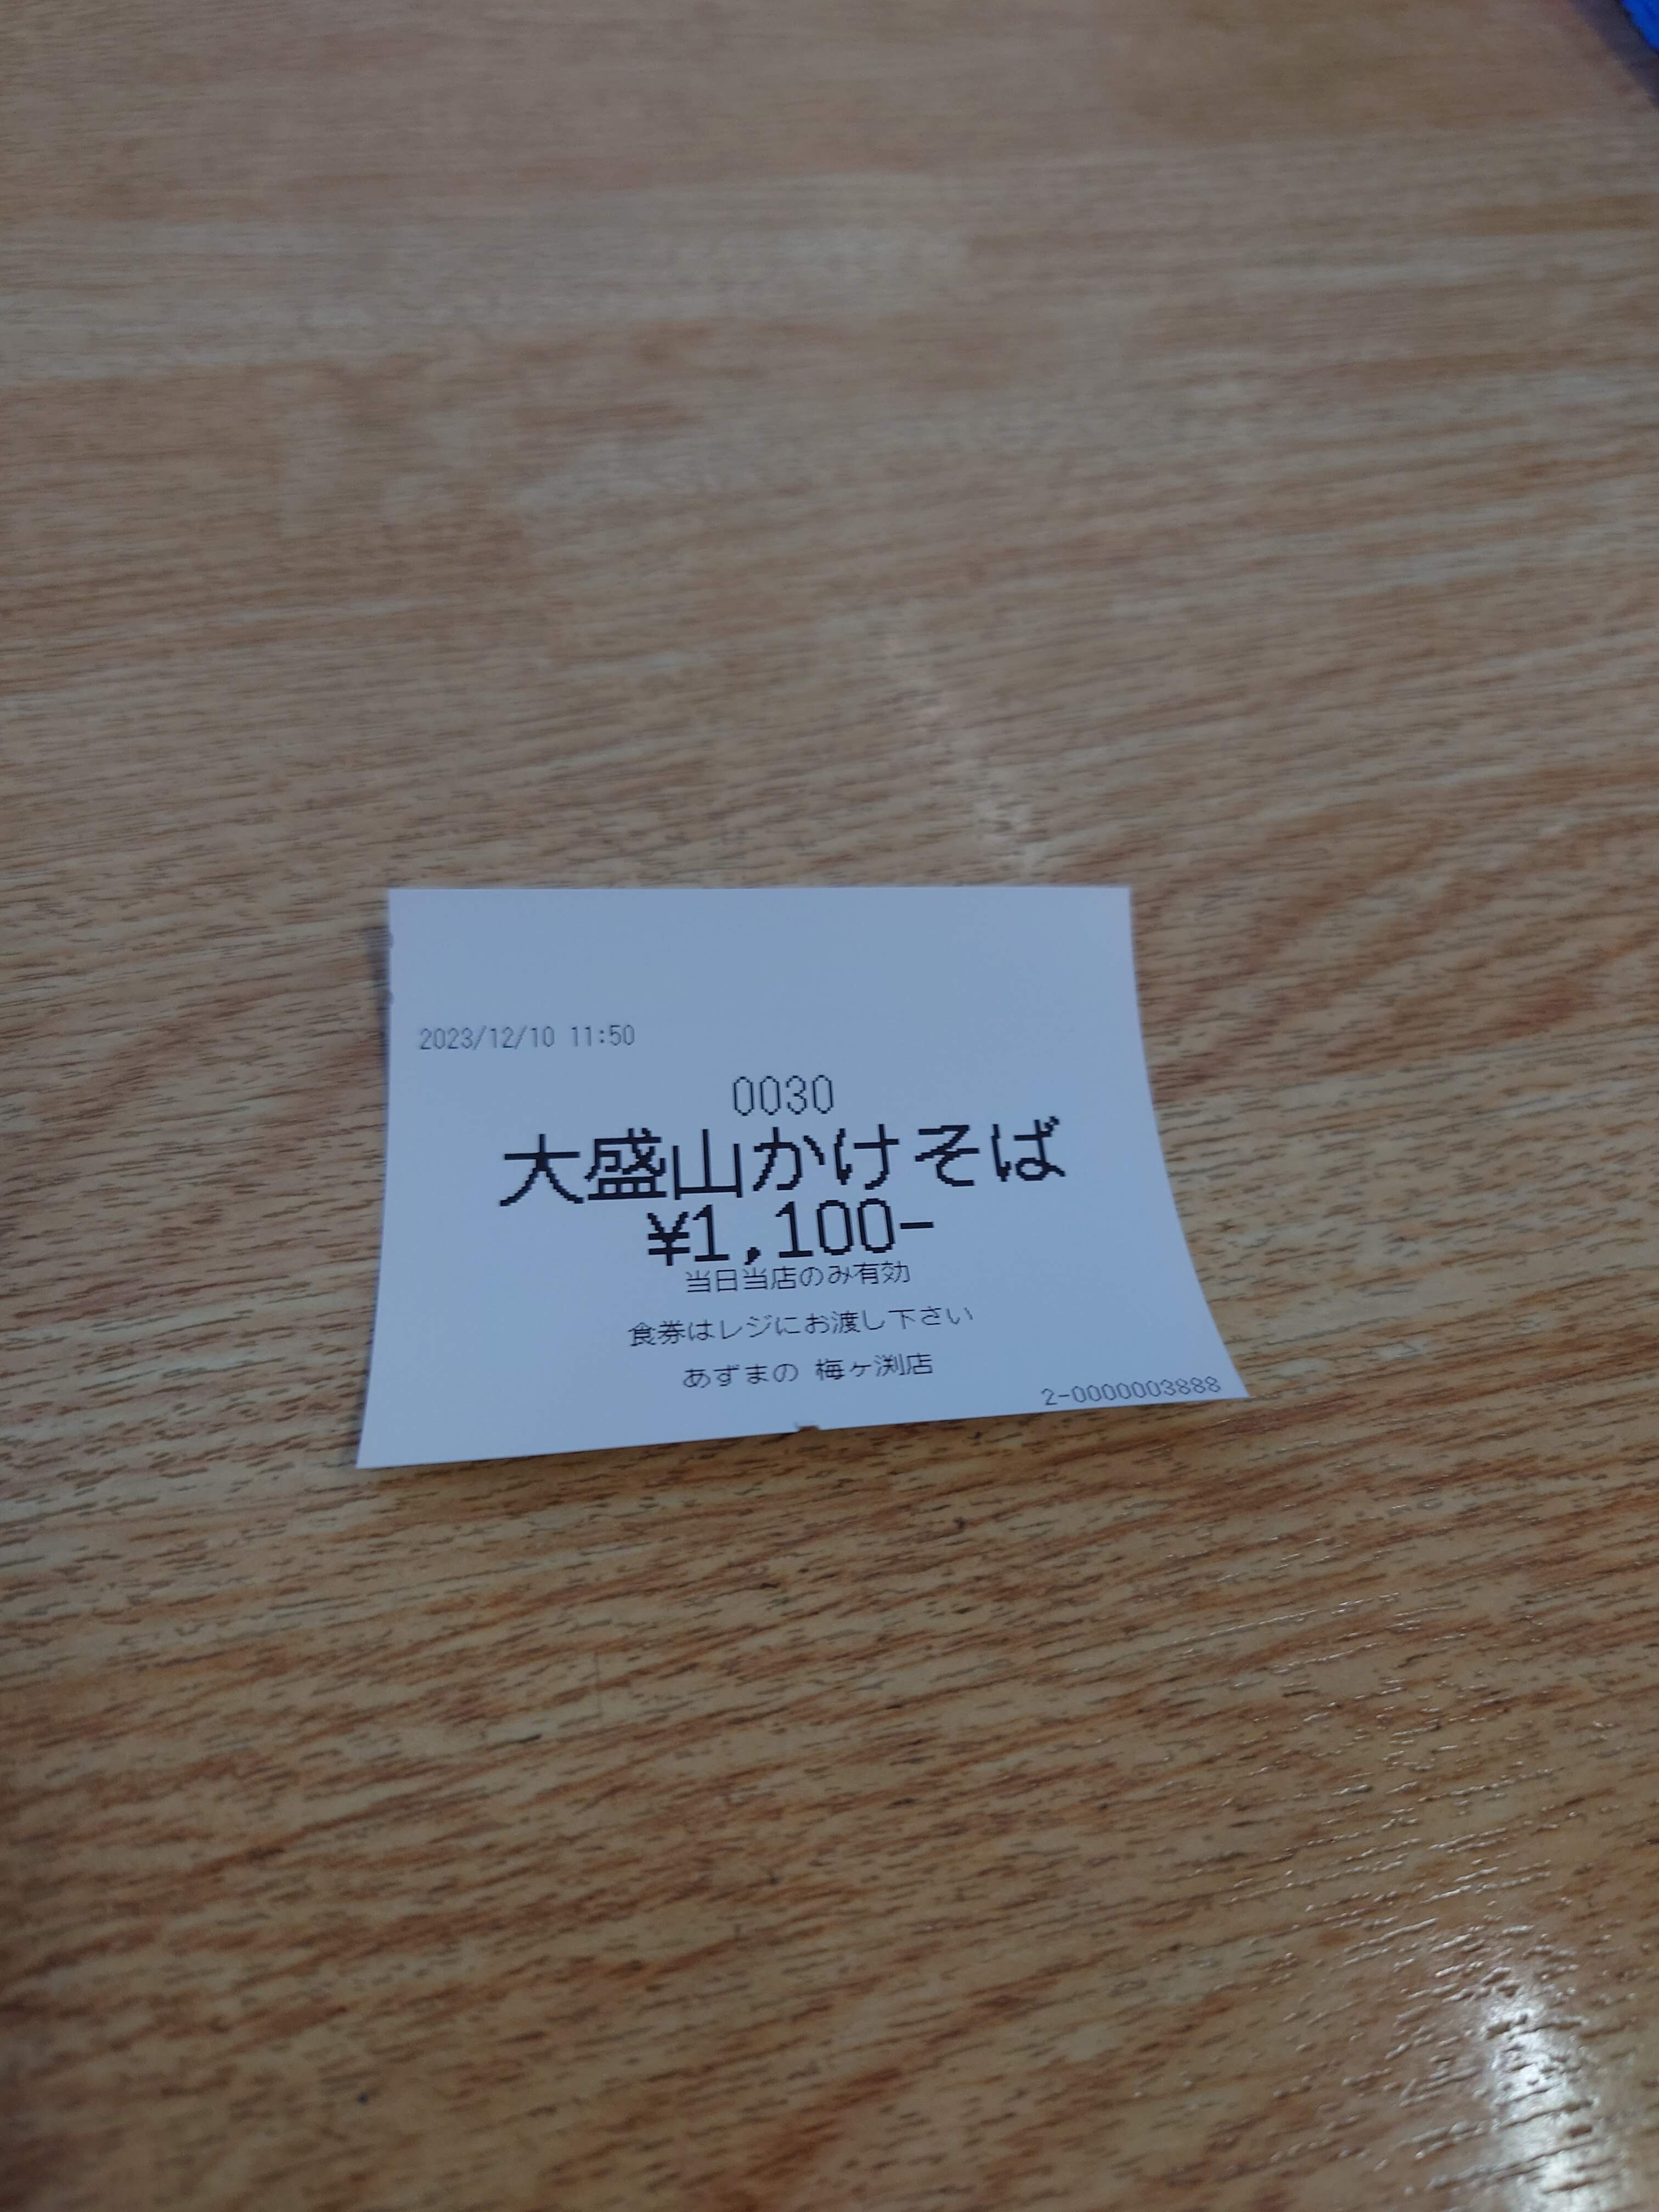 2023/12/10 11:50
0030
大盛山かけそば
¥1,100-
当日当店のみ有効
食券はレジにお渡し下さい
あずまの 梅ヶ渕店
2-0000003888